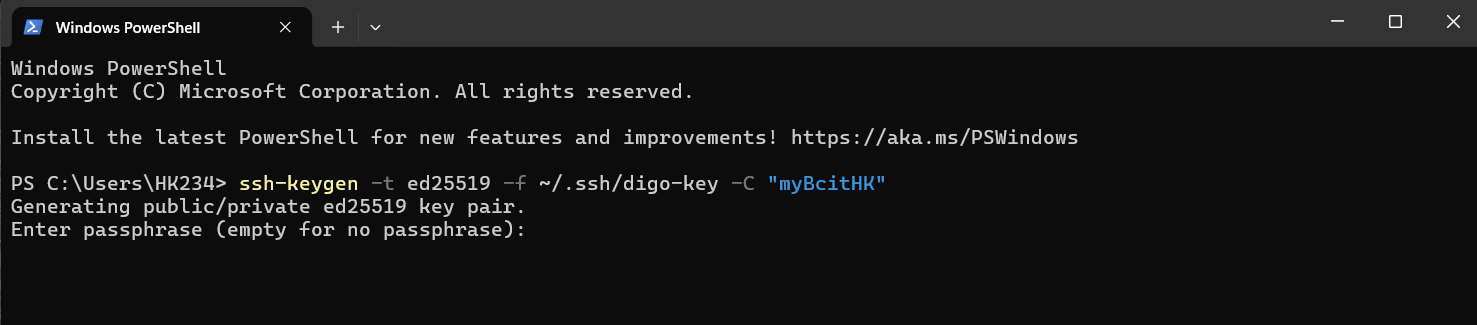 Windows PowerShell
Windows PowerShell
Copyright (C) Microsoft Corporation. All rights reserved.
Install the latest PowerShell for new features and improvements! https://aka.ms/PSWindows
PS C:\Users\HK234> ssh-keygen -t ed25519 -f ~/.ssh/digo-key -C "myBcitHK"
Generating public/private ed25519 key pair.
Enter passphrase (empty for no passphrase):